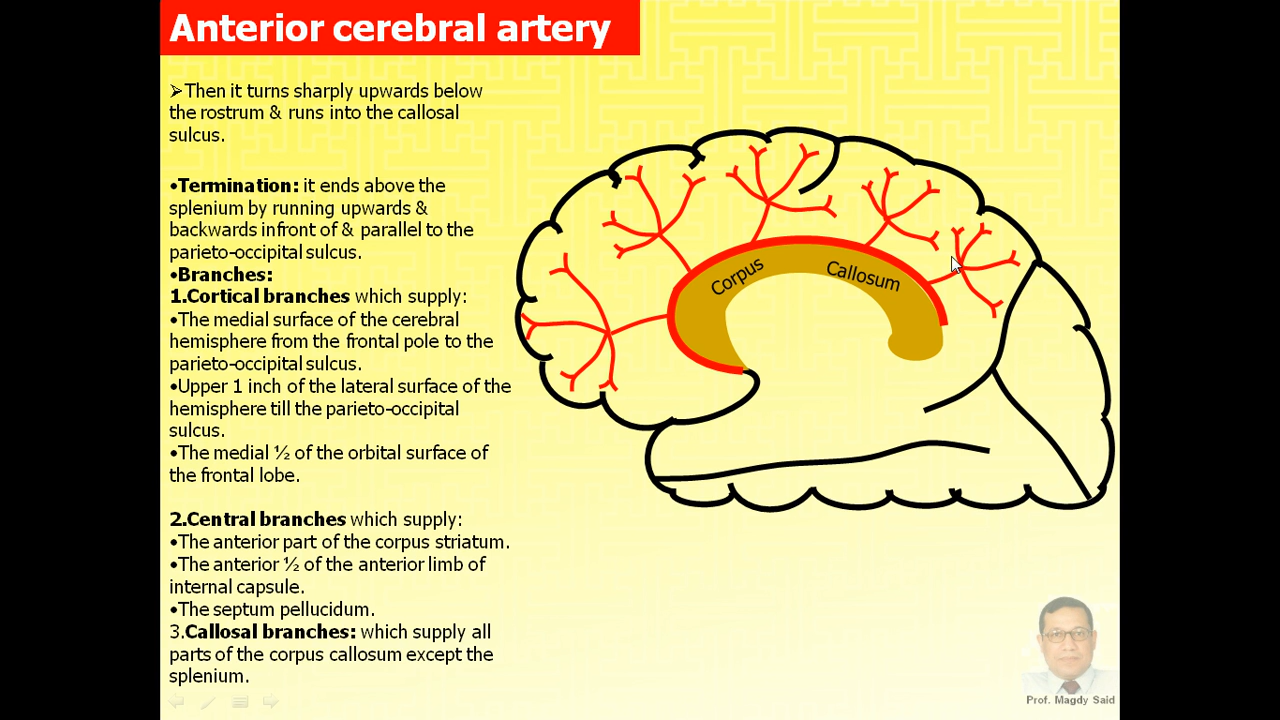 Anterior cerebral artery
➢Then it turns sharply upwards below
the rostrum & runs into the callosal
sulcus.
•Termination: it ends above the
splenium by running upwards &
backwards infront of & parallel to the
parieto-occipital sulcus.
•Branches:
1.Cortical branches which supply:
•The medial surface of the cerebral
hemisphere from the frontal pole to the
parieto-occipital sulcus.
•Upper 1 inch of the lateral surface of the
hemisphere till the parieto-occipital
sulcus.
•The medial ½ of the orbital surface of
the frontal lobe.
2.Central branches which supply:
•The anterior part of the corpus striatum.
•The anterior ½ of the anterior limb of
internal capsule.
•The septum pellucidum.
3.Callosal branches: which supply all
parts of the corpus callosum except the
splenium.
Corpus Callosum
Prof. Magdy Said